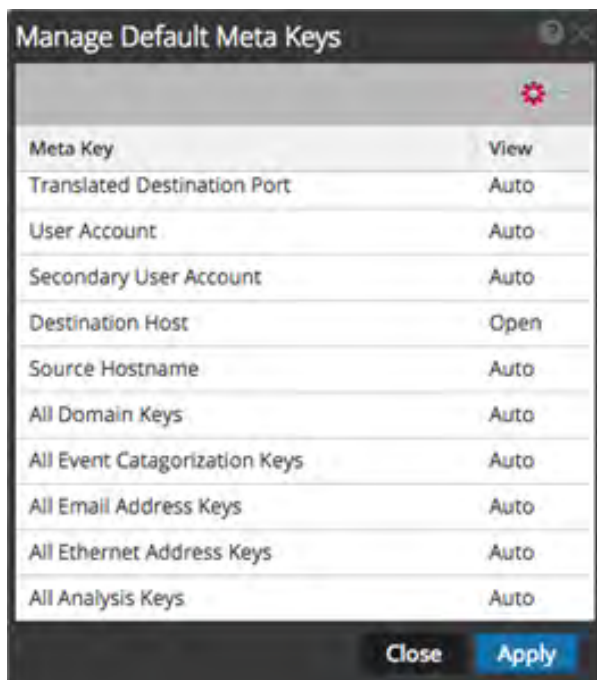 Manage Default Meta Keys
Meta Key View
Translated Destination Port Auto
User Account Auto
Secondary User Account Auto
Destination Host Open
Source Hostname Auto
All Domain Keys Auto
All Event Catagorization Keys Auto
All Email Address Keys Auto
All Ethernet Address Keys Auto
All Analysis Keys Auto
Close Apply